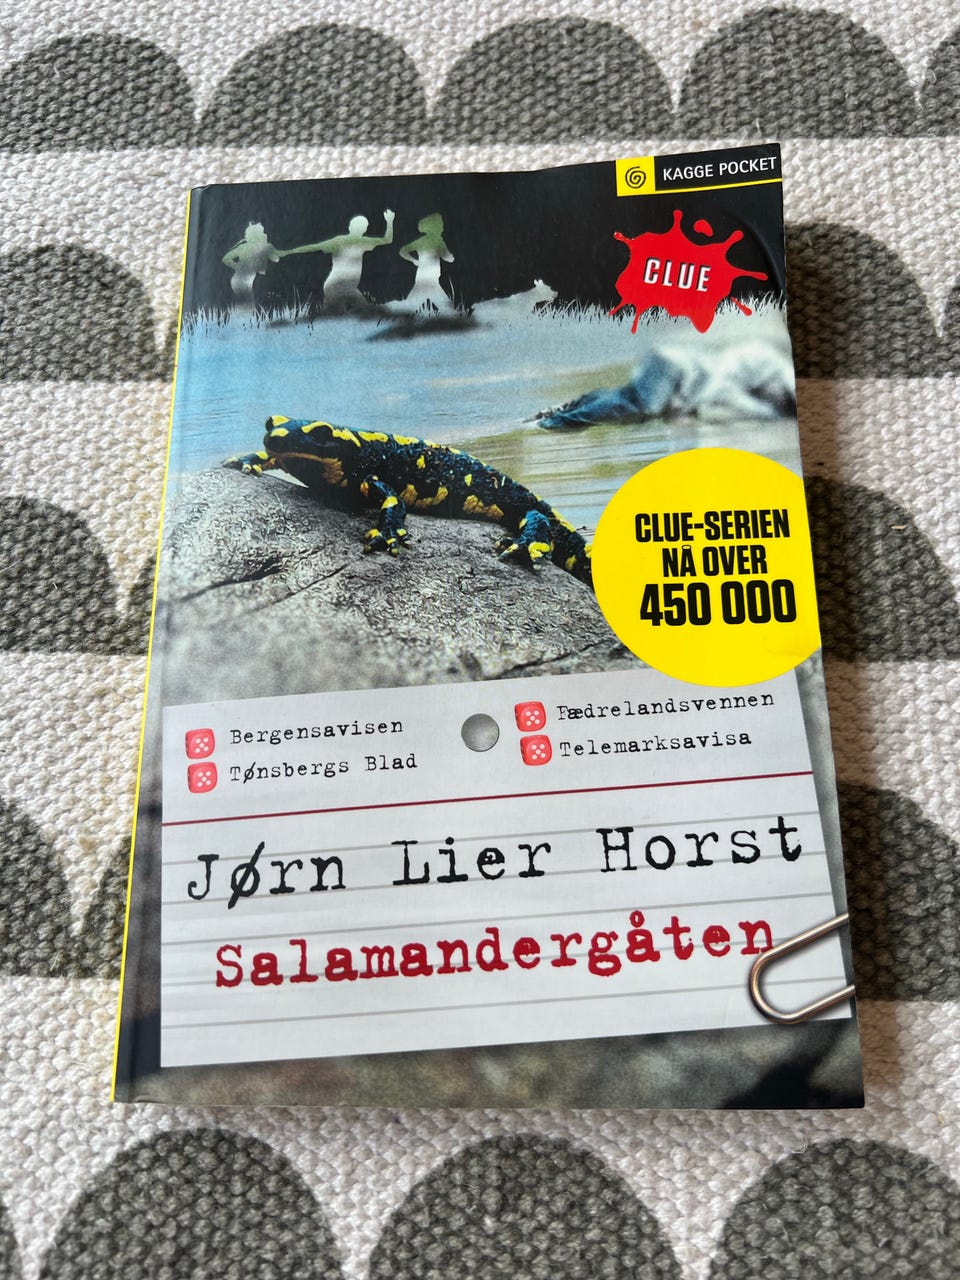 KAGGE POCKET
CLUE
CLUE-SERIEN
NÅ OVER
450 000
Bergensavisen
Tønsbergs Blad
Fædrelandsvennen
Telemarksavisa
Jørn Lier Horst
Salamandergåten